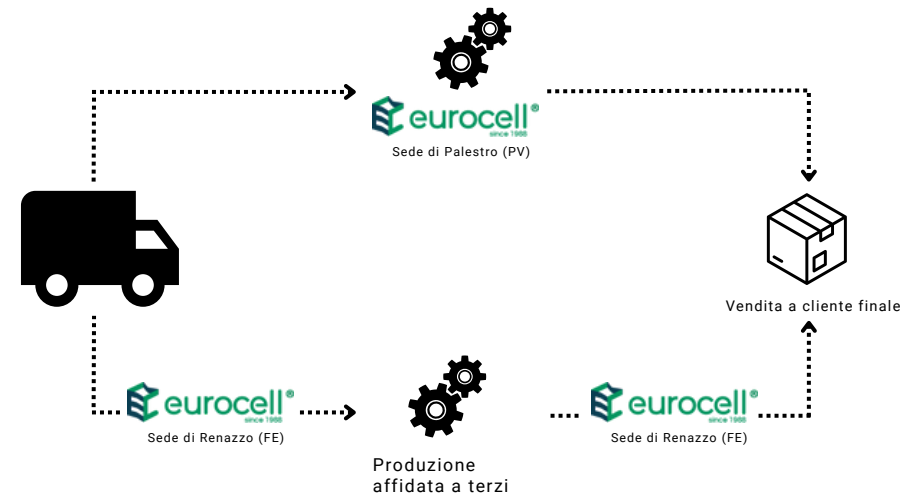 eurocell®
since 1988
Sede di Palestro (PV)
Vendita a cliente finale
eurocell®
since 1988
Sede di Renazzo (FE)
Produzione
affidata a terzi
eurocell®
since 1988
Sede di Renazzo (FE)